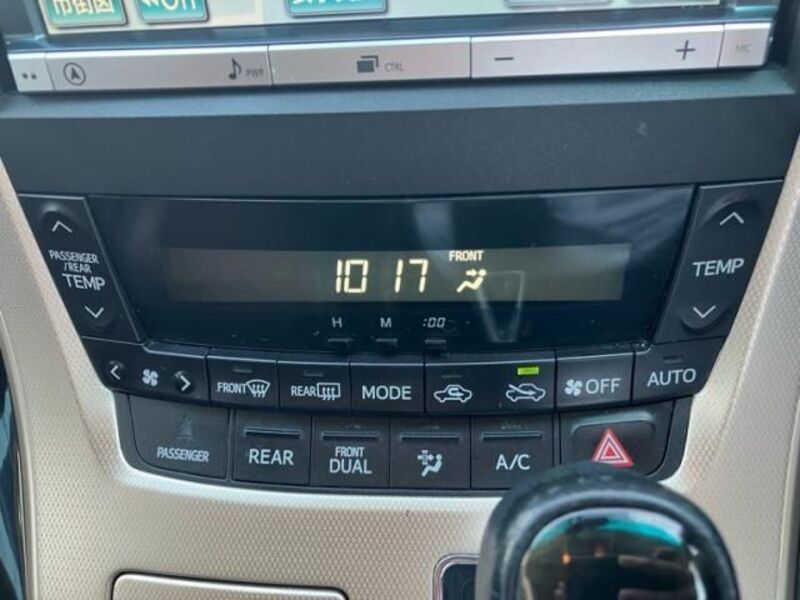 市街図
Off
PWR
CTRL
−
+
MIC
PASSENGER
/REAR
TEMP
FRONT
10 17
TEMP
H M :00
FRONT
REAR
MODE
OFF
AUTO
PASSENGER
REAR
FRONT
DUAL
A/C